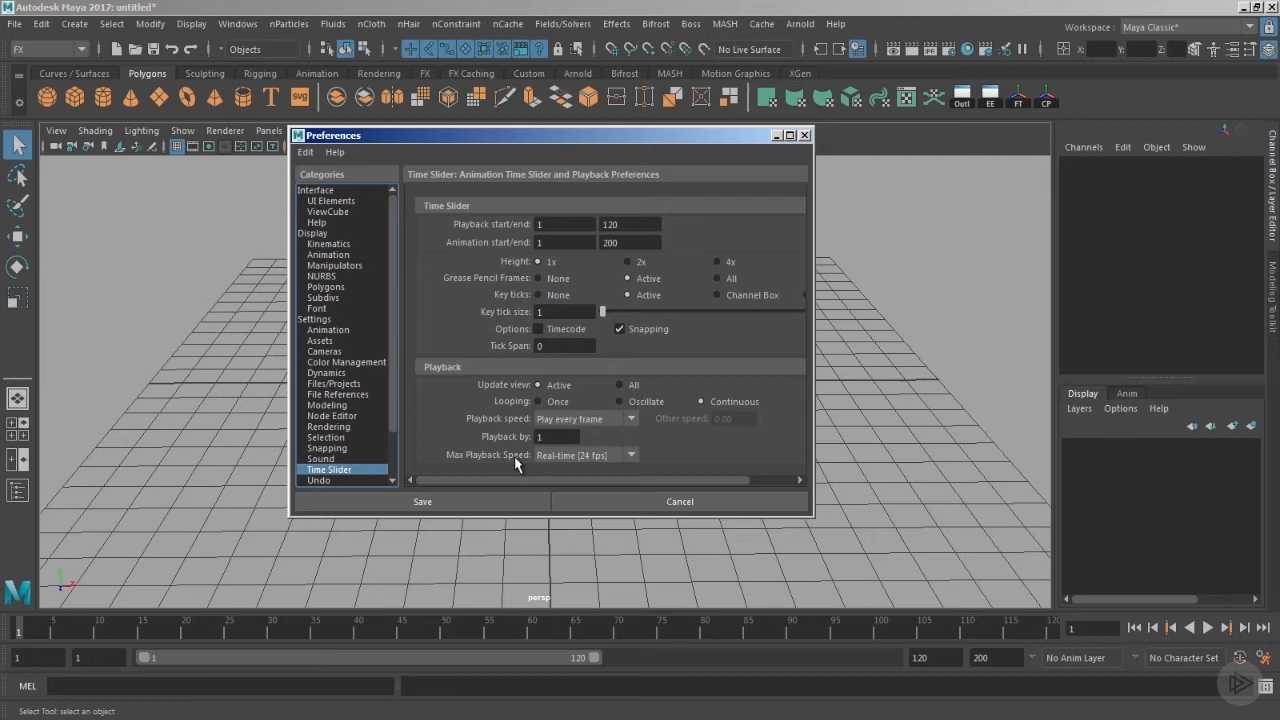 Autodesk Maya 2017: untitled*
File Edit Create Select Modify Display Windows nParticles Fluids nCloth nHair nConstraint nCache Fields/Solvers Effects Bifrost Boss MASH Cache Arnold Help
Workspace : Maya Classic*
FX Objects No Live Surface X: Y: Z:
Curves / Surfaces Polygons Sculpting Rigging Animation Rendering FX FX Caching Custom Arnold Bifrost MASH Motion Graphics XGen
T svg Outl EE FT CP
View Shading Lighting Show Renderer Panels
Preferences
Edit Help
Categories
Interface
UI Elements
ViewCube
Help
Display
Kinematics
Animation
Manipulators
NURBS
Polygons
Subdivs
Font
Settings
Animation
Assets
Cameras
Color Management
Dynamics
Files/Projects
File References
Modeling
Node Editor
Rendering
Selection
Snapping
Sound
Time Slider
Undo
Time Slider: Animation Time Slider and Playback Preferences
Time Slider
Playback start/end: 1 120
Animation start/end: 1 200
Height: 1x 2x 4x
Grease Pencil Frames: None Active All
Key ticks: None Active Channel Box
Key tick size: 1
Options: Timecode Snapping
Tick Span: 0
Playback
Update view: Active All
Looping: Once Oscillate Continuous
Playback speed: Play every frame Other speed: 0.00
Playback by: 1
Max Playback Speed: Real-time [24 fps]
Save Cancel
Channels Edit Object Show
Channel Box / Layer Editor
Modeling Toolkit
Display Anim
Layers Options Help
persp
1 5 10 15 20 25 30 35 40 45 50 55 60 65 70 75 80 85 90 95 100 105 110 115 12
1
1 1 1 120 120 200 No Anim Layer No Character Set
MEL
Select Tool: select an object